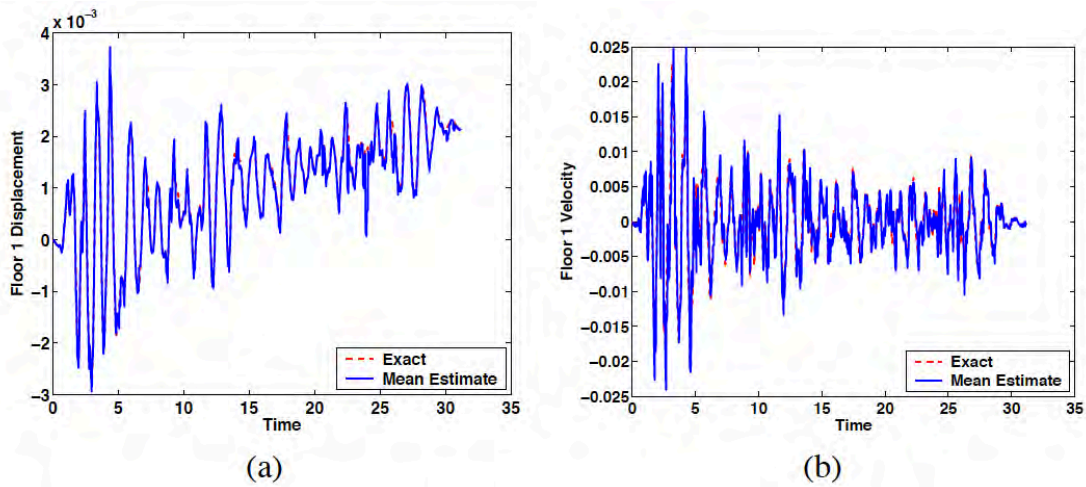 × 10⁻³
4
3
2
1
0
−1
−2
−3
Floor 1 Displacement
0 5 10 15 20 25 30 35
Time
Exact
Mean Estimate
(a)
0.025
0.02
0.015
0.01
0.005
0
−0.005
−0.01
−0.015
−0.02
−0.025
Floor 1 Velocity
0 5 10 15 20 25 30 35
Time
Exact
Mean Estimate
(b)